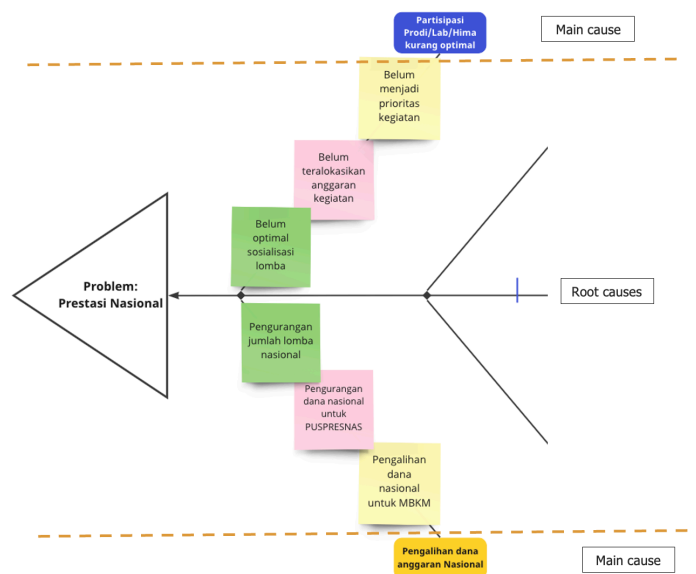 Partisipasi
Prodi/Lab/Hima
kurang optimal
Main cause
Belum
menjadi
prioritas
kegiatan
Belum
teralokasikan
anggaran
kegiatan
Belum
optimal
sosialisasi
lomba
Problem:
Prestasi Nasional
Root causes
Pengurangan
jumlah lomba
nasional
Pengurangan
dana nasional
untuk
PUSPRESNAS
Pengalihan
dana
nasional
untuk MBKM
Pengalihan dana
anggaran Nasional
Main cause